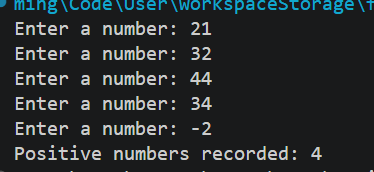 ming\Code\User\workspaceStorage\
Enter a number: 21
Enter a number: 32
Enter a number: 44
Enter a number: 34
Enter a number: -2
Positive numbers recorded: 4